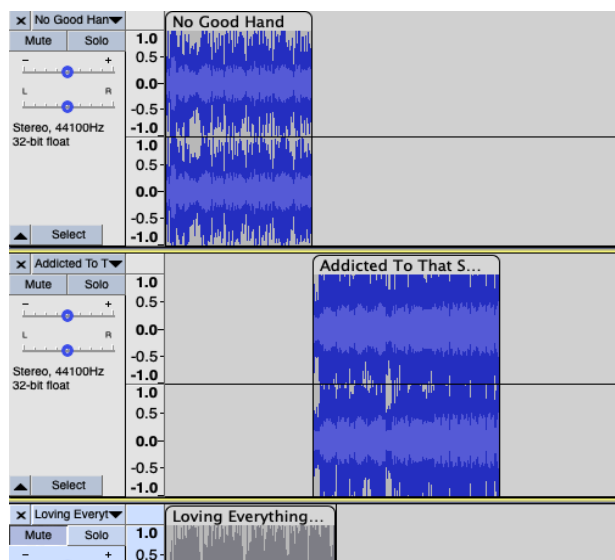 × No Good Han▼ No Good Hand
Mute Solo 1.0
- + 0.5-
0.0-
L R
-0.5-
Stereo, 44100Hz -1.0
32-bit float 1.0
0.5-
0.0-
-0.5-
Select -1.0
× Addicted To T▼ Addicted To That S...
Mute Solo 1.0
- + 0.5-
0.0-
L R
-0.5-
Stereo, 44100Hz -1.0
32-bit float 1.0
0.5-
0.0-
-0.5-
Select -1.0
× Loving Everyt▼ Loving Everything...
Mute Solo 1.0
- + 0.5-